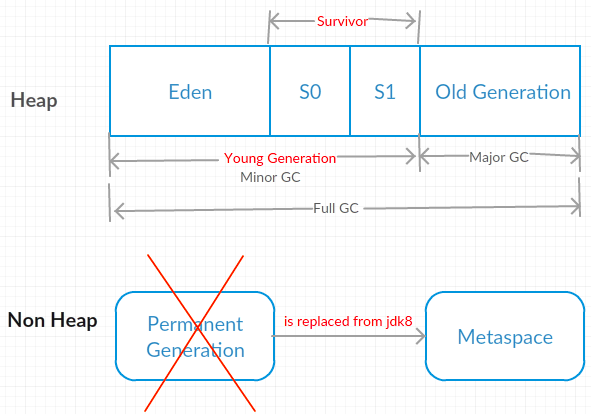 Survivor
Heap
Eden
S0
S1
Old Generation
Young Generation
Minor GC
Major GC
Full GC
Non Heap
Permanent
Generation
is replaced from jdk8
Metaspace